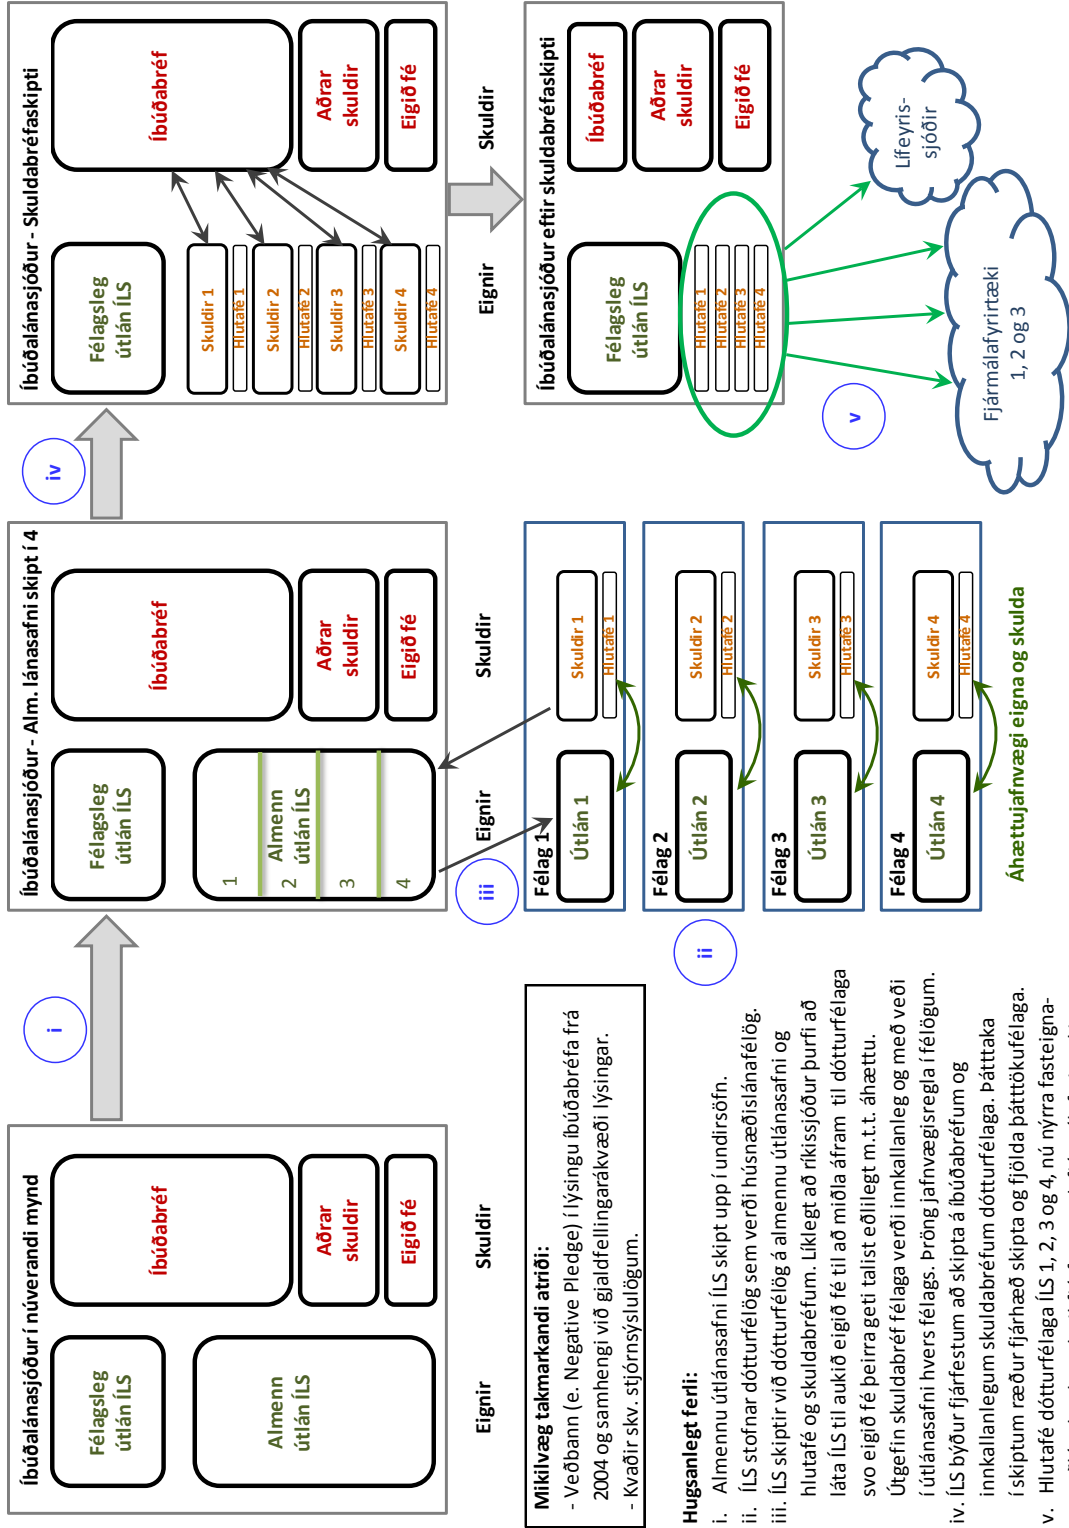 Íbúðalánasjóður í núverandi mynd
Félagsleg
útlán ÍLS
Almenn
útlán ÍLS
Íbúðabréf
Aðrar
skuldir
Eigið fé
Eignir
Skuldir
i
Íbúðalánasjóður - Alm. lánasafni skipt í 4
Félagsleg
útlán ÍLS
1
2
3
4
Almenn
útlán ÍLS
Íbúðabréf
Aðrar
skuldir
Eigið fé
Eignir
Skuldir
iv
Íbúðalánasjóður - Skuldabréfaskipti
Félagsleg
útlán ÍLS
Skuldir 1
Hlutafé 1
Skuldir 2
Hlutafé 2
Skuldir 3
Hlutafé 3
Skuldir 4
Hlutafé 4
Íbúðabréf
Aðrar
skuldir
Eigið fé
Eignir
Skuldir
Mikilvæg takmarkandi atriði:
- Veðbann (e. Negative Pledge) í lýsingu íbúðabréfa frá
2004 og samhengi við gjaldfellingarákvæði lýsingar.
- Kvaðir skv. stjórnsýslulögum.
Hugsanlegt ferli:
i. Almennu útlánasafni ÍLS skipt upp í undirsöfn.
ii. ÍLS stofnar dótturfélög sem verði húsnæðislánafélög.
iii. ÍLS skiptir við dótturfélög á almennu útlánasafni og
hlutafé og skuldabréfum. Líklegt að ríkissjóður þurfi að
láta ÍLS til aukið eigið fé til að miðla áfram til dótturfélaga
svo eigið fé þeirra geti talist eðlilegt m.t.t. áhættu.
Útgefin skuldabréf félaga verði innkallanleg og með veði
í útlánasafni hvers félags. Þröng jafnvægisregla í félögum.
iv. ÍLS býður fjárfestum að skipta á íbúðabréfum og
innkallanlegum skuldabréfum dótturfélaga. Þátttaka
í skiptum ræður fjárhæð skipta og fjölda þátttökufélaga.
v. Hlutafé dótturfélaga ÍLS 1, 2, 3 og 4, nú nýrra fasteigna-
iii
ii
Félag 1
Útlán 1
Skuldir 1
Hlutafé 1
Félag 2
Útlán 2
Skuldir 2
Hlutafé 2
Félag 3
Útlán 3
Skuldir 3
Hlutafé 3
Félag 4
Útlán 4
Skuldir 4
Hlutafé 4
Áhættujafnvægi eigna og skulda
Íbúðalánasjóður eftir skuldabréfaskipti
Félagsleg
útlán ÍLS
Hlutafé 1
Hlutafé 2
Hlutafé 3
Hlutafé 4
Íbúðabréf
Aðrar
skuldir
Eigið fé
v
Fjármálafyrirtæki
1, 2 og 3
Lífeyris-
sjóðir